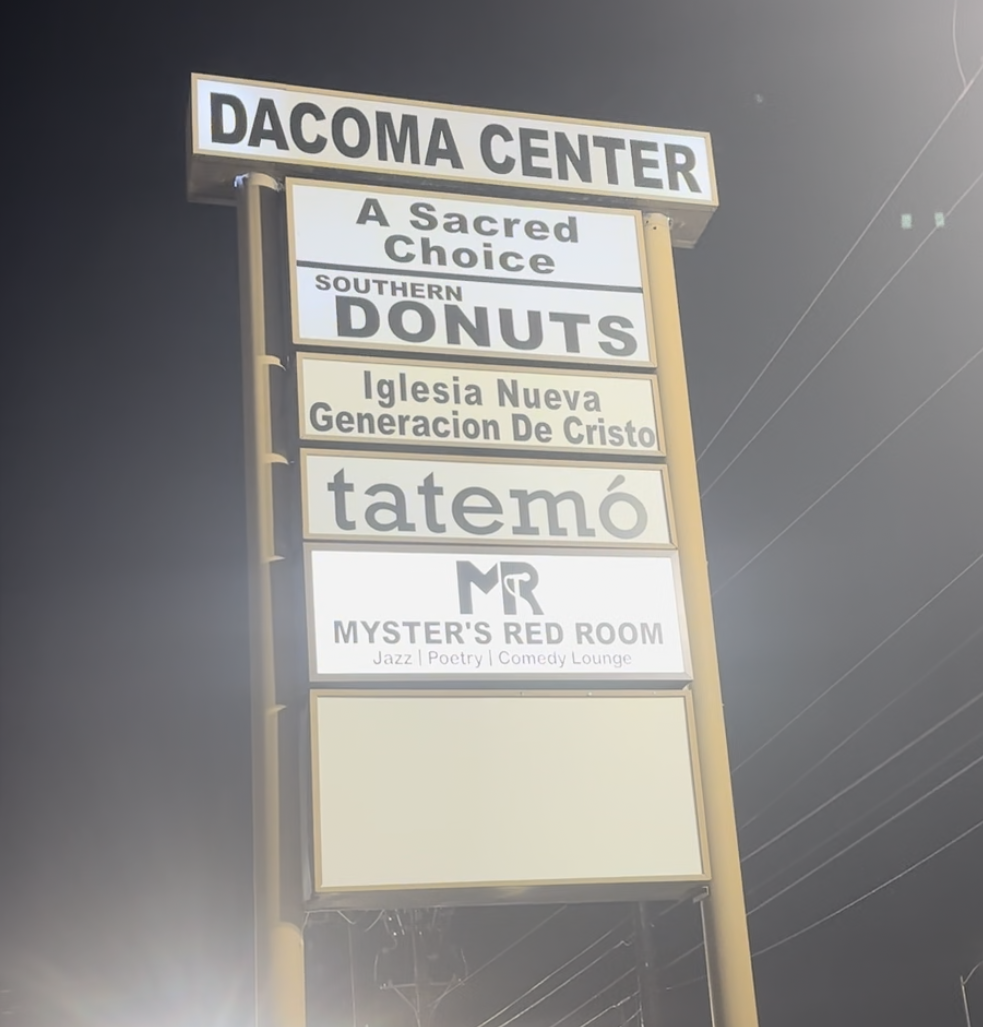 DACOMA CENTER
A Sacred
Choice
SOUTHERN
DONUTS
Iglesia Nueva
Generacion De Cristo
tatemó
MR
MYSTER'S RED ROOM
Jazz | Poetry | Comedy Lounge